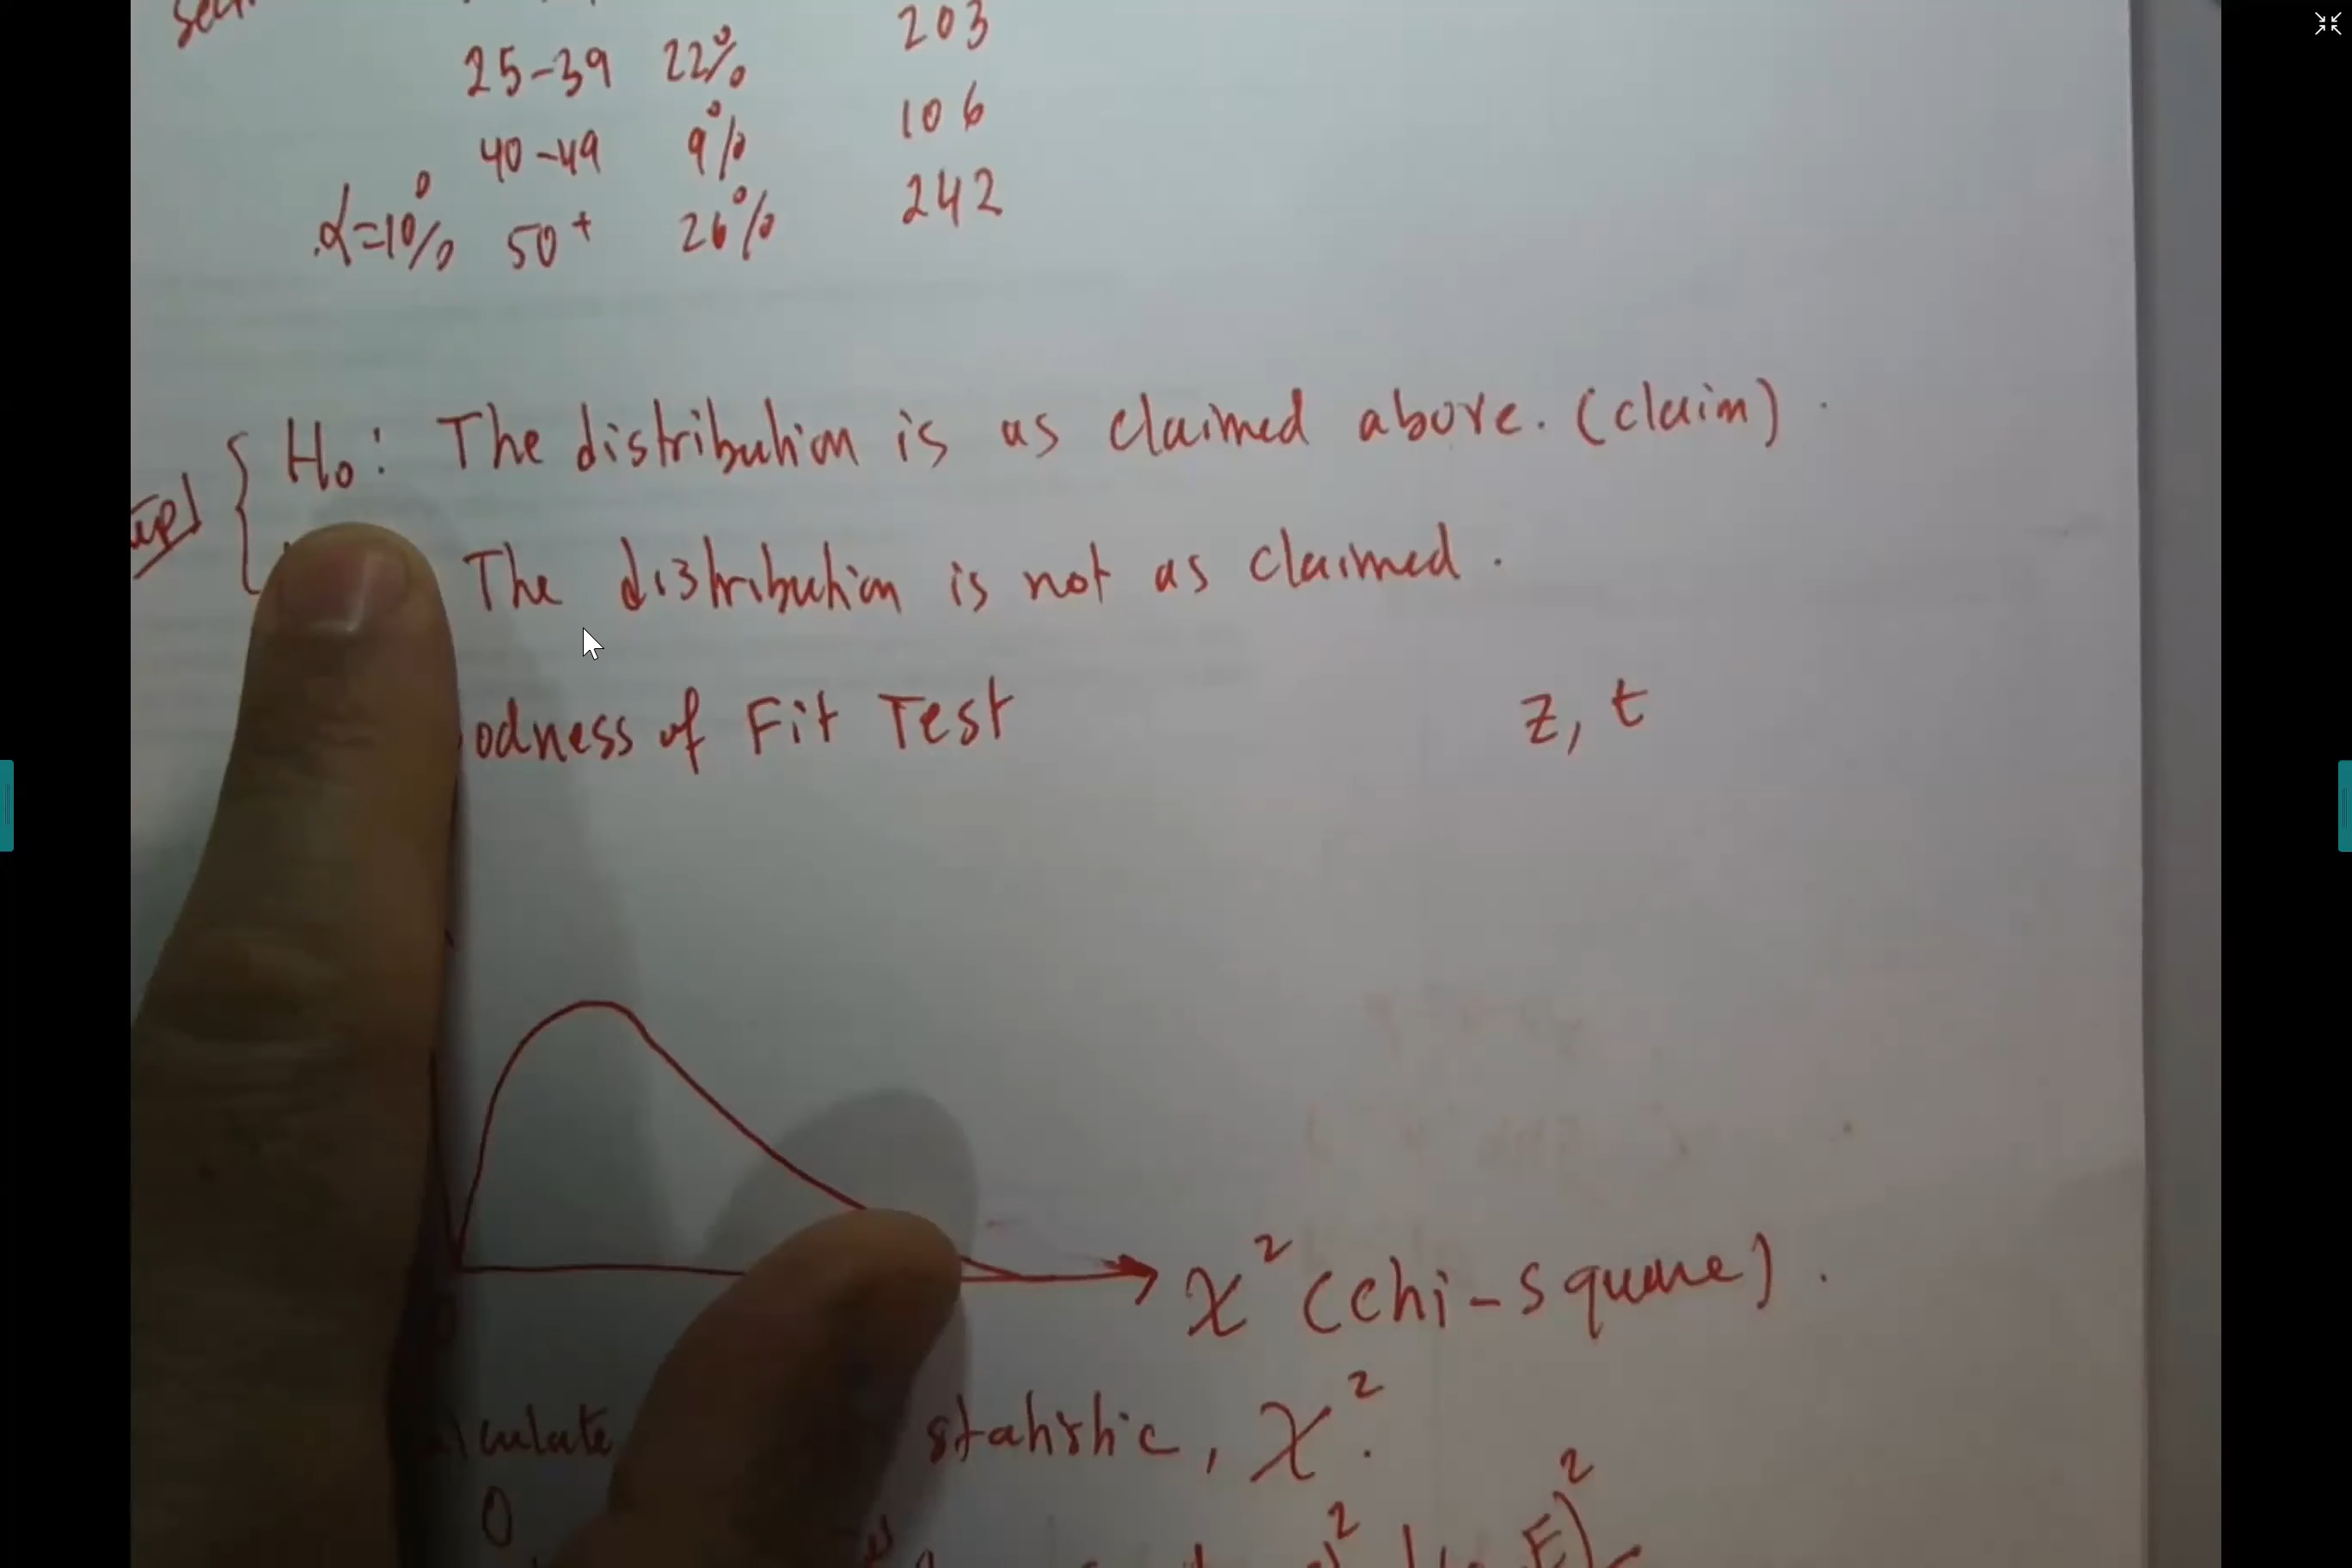 203
25-39 22%
106
40-49 9%
242
α=10% 50+ 26%
H₀: The distribution is as claimed above. (claim).
The distribution is not as claimed.
odness of Fit Test
z, t
χ² (chi-square).
0
statistic, χ².
O